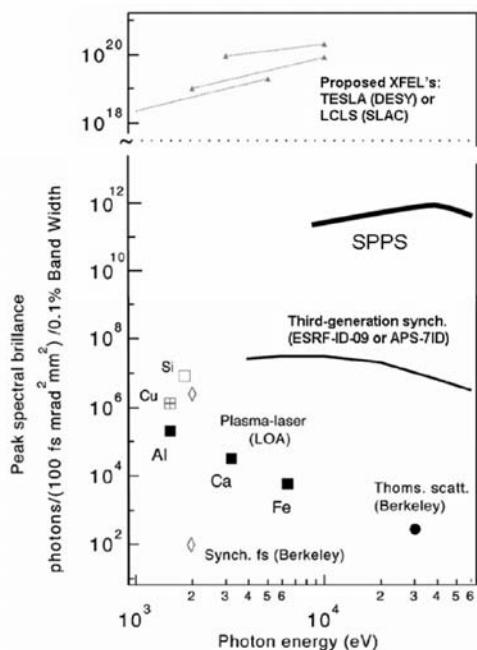 10^20
10^18
Proposed XFEL's:
TESLA (DESY) or
LCLS (SLAC)
10^12
10^10
SPPS
10^8
Third-generation synch.
(ESRF-ID-09 or APS-7ID)
Si
Cu
10^6
Al
Plasma-laser
(LOA)
10^4
Ca
Fe
Thoms. scatt.
(Berkeley)
10^2
Synch. fs (Berkeley)
10^3
2
3
4
5
6
10^4
2
3
4
5
6
Photon energy (eV)
Peak spectral brillance
photons/(100 fs mrad^2 mm^2) /0.1% Band Width